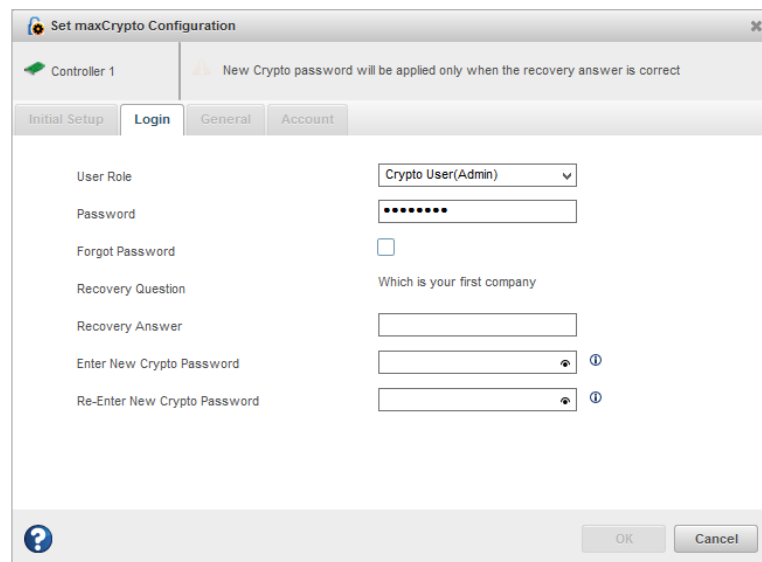 Set maxCrypto Configuration
Controller 1
New Crypto password will be applied only when the recovery answer is correct
Initial Setup Login General Account
User Role Crypto User(Admin)
Password ••••••••
Forgot Password
Recovery Question Which is your first company
Recovery Answer
Enter New Crypto Password
Re-Enter New Crypto Password
OK Cancel